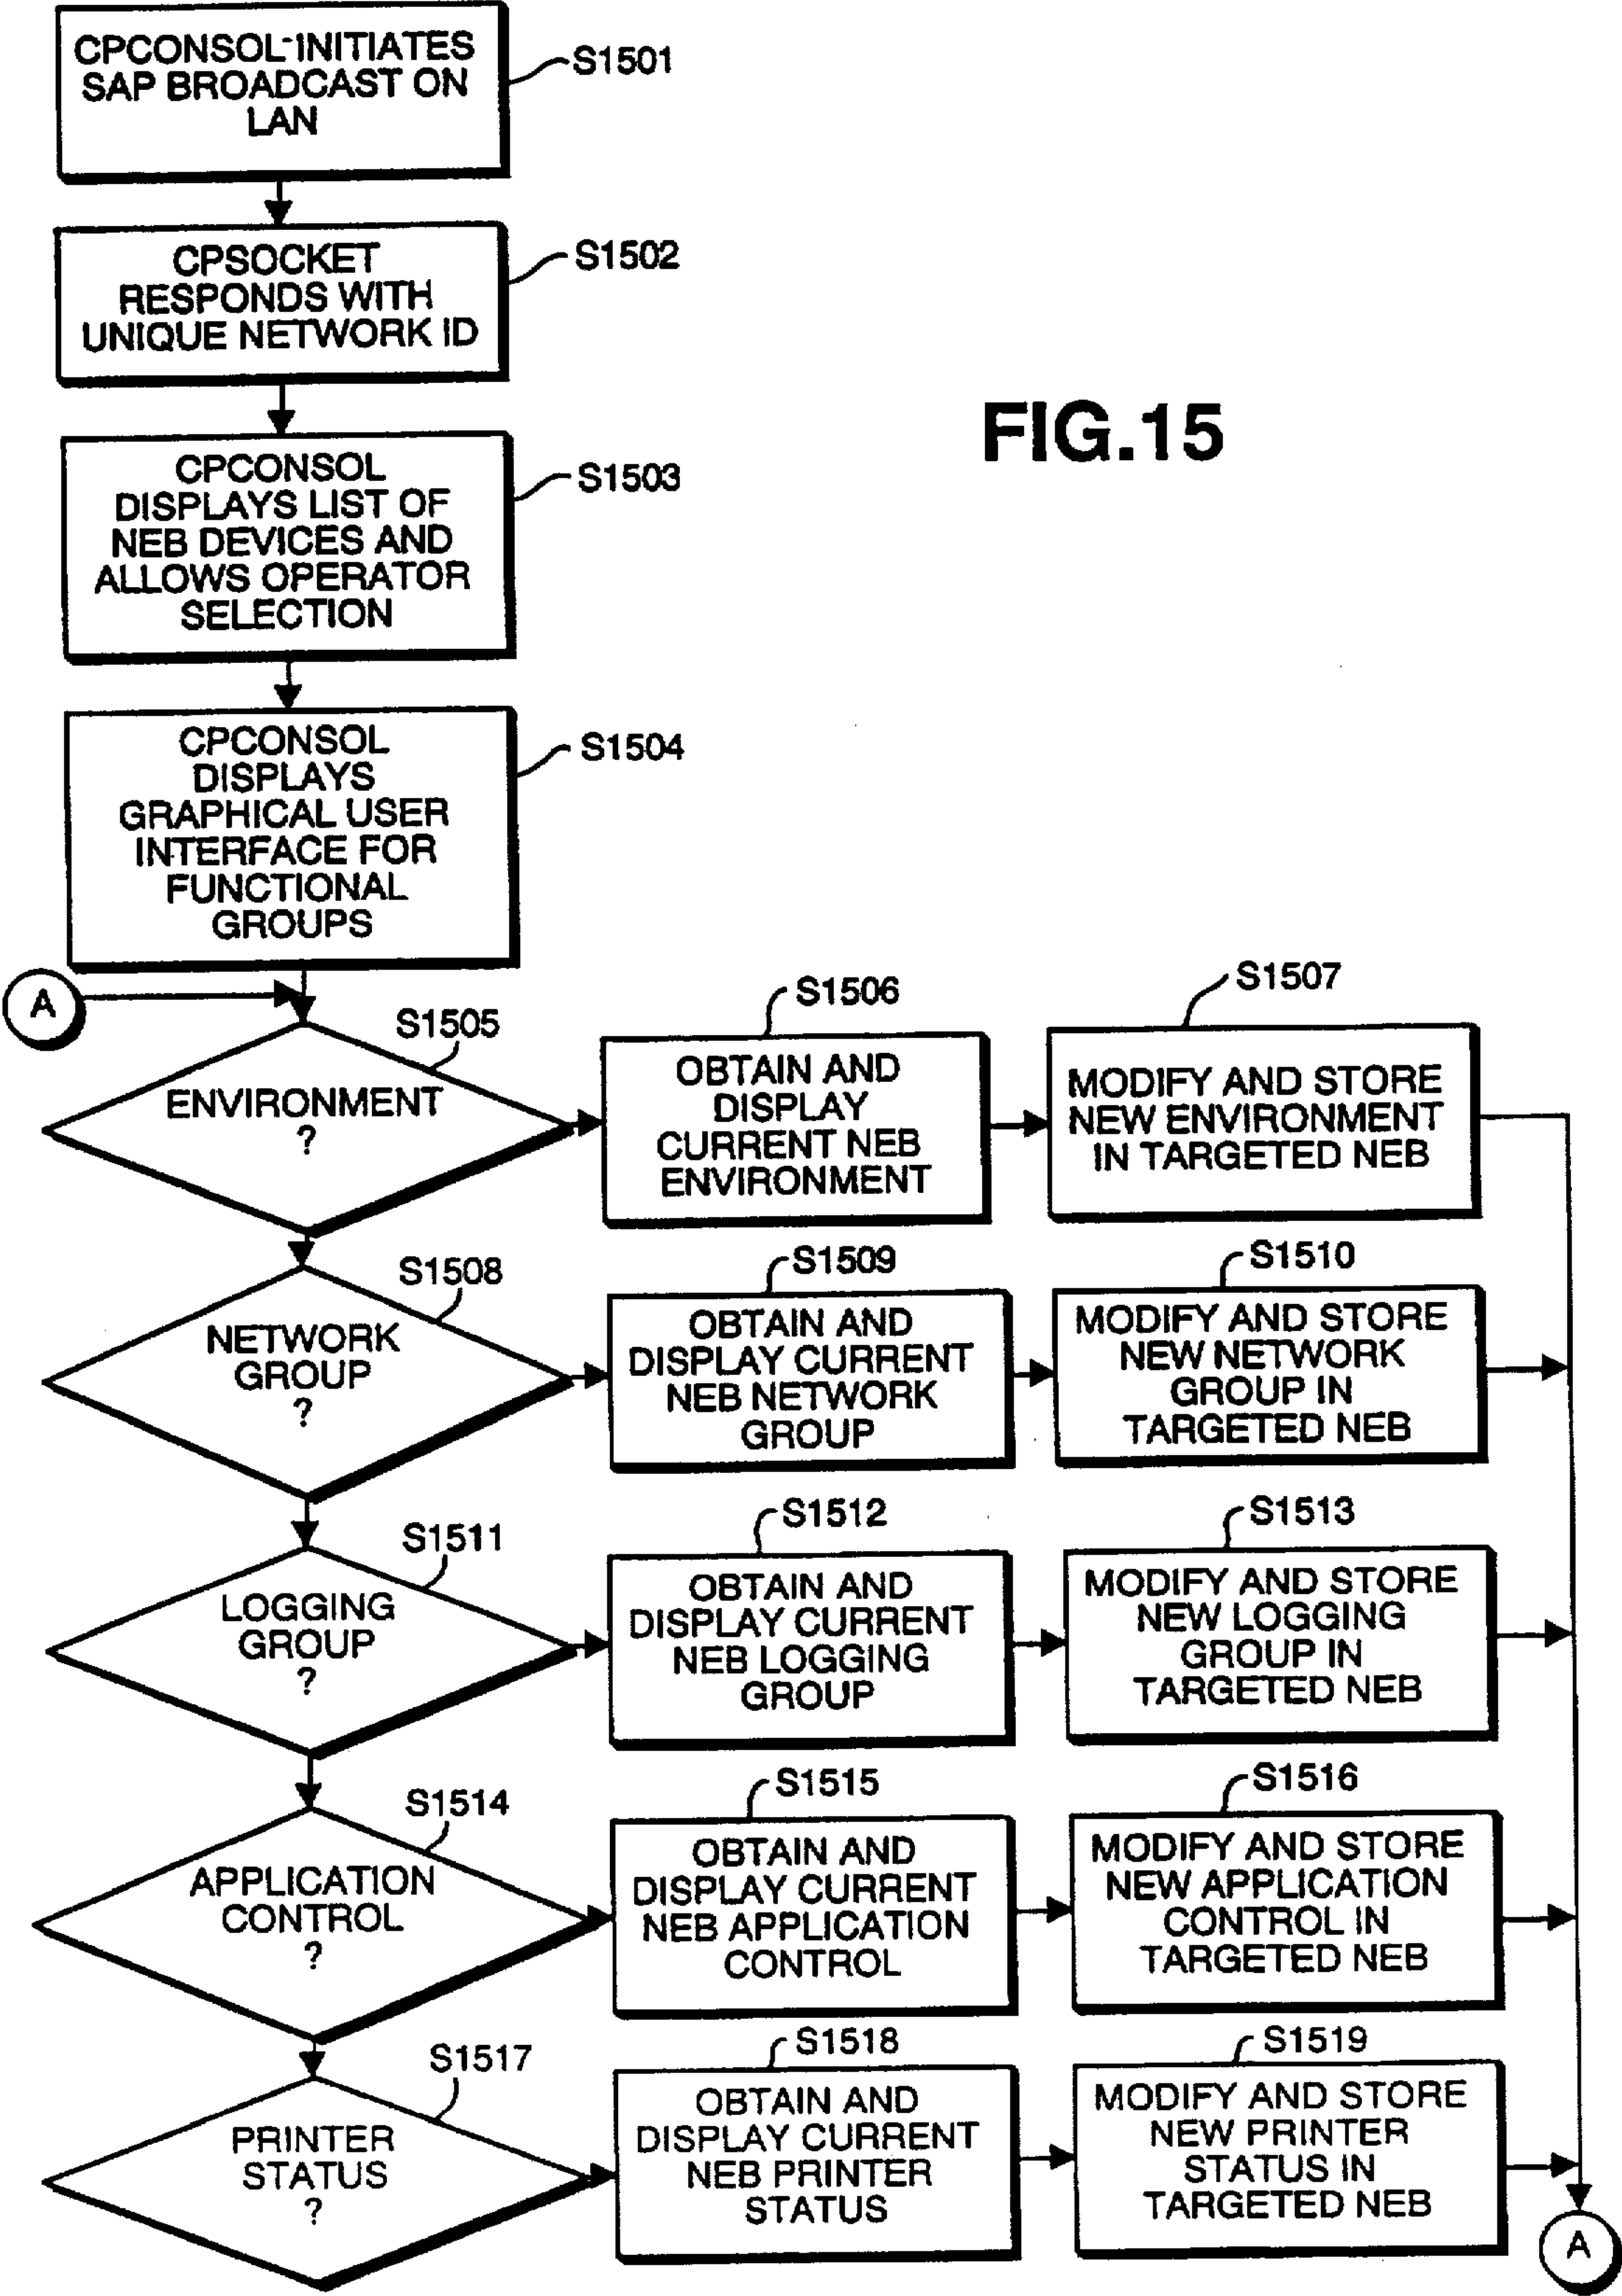 CPCONSOL INITIATES
SAP BROADCAST ON
LAN
S1501
CPSOCKET
RESPONDS WITH
UNIQUE NETWORK ID
S1502
FIG.15
CPCONSOL
DISPLAYS LIST OF
NEB DEVICES AND
ALLOWS OPERATOR
SELECTION
S1503
CPCONSOL
DISPLAYS
GRAPHICAL USER
INTERFACE FOR
FUNCTIONAL
GROUPS
S1504
A
S1505
ENVIRONMENT
?
S1506
OBTAIN AND
DISPLAY
CURRENT NEB
ENVIRONMENT
S1507
MODIFY AND STORE
NEW ENVIRONMENT
IN TARGETED NEB
S1508
NETWORK
GROUP
?
S1509
OBTAIN AND
DISPLAY CURRENT
NEB NETWORK
GROUP
S1510
MODIFY AND STORE
NEW NETWORK
GROUP IN
TARGETED NEB
S1511
LOGGING
GROUP
?
S1512
OBTAIN AND
DISPLAY CURRENT
NEB LOGGING
GROUP
S1513
MODIFY AND STORE
NEW LOGGING
GROUP IN
TARGETED NEB
S1514
APPLICATION
CONTROL
?
S1515
OBTAIN AND
DISPLAY CURRENT
NEB APPLICATION
CONTROL
S1516
MODIFY AND STORE
NEW APPLICATION
CONTROL IN
TARGETED NEB
S1517
PRINTER
STATUS
?
S1518
OBTAIN AND
DISPLAY CURRENT
NEB PRINTER
STATUS
S1519
MODIFY AND STORE
NEW PRINTER
STATUS IN
TARGETED NEB
A